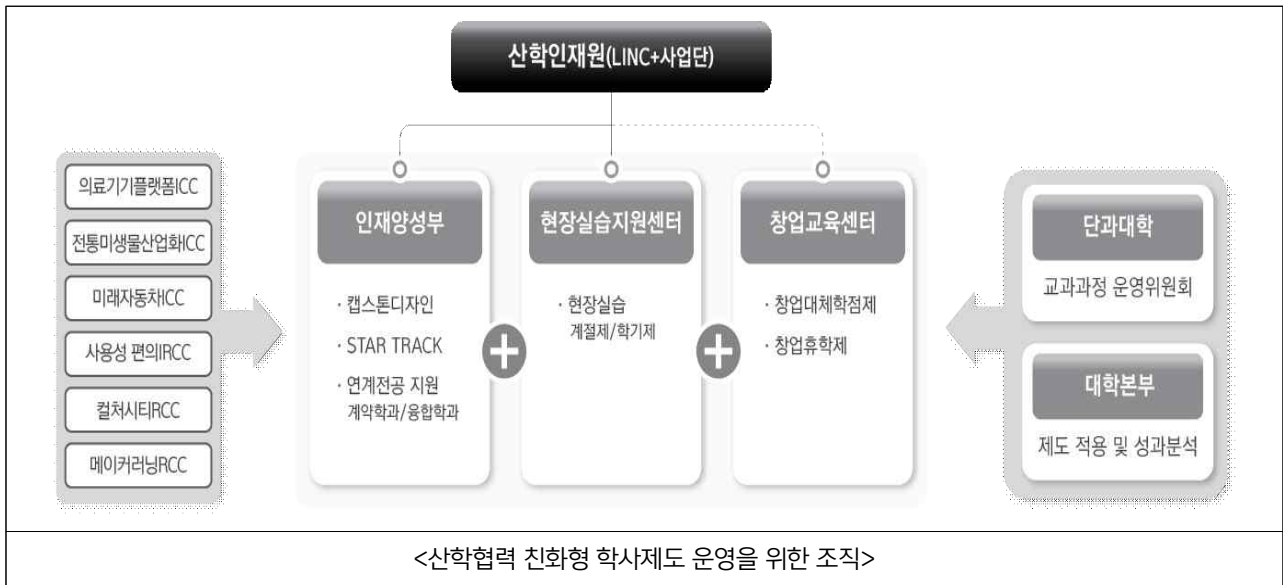 산학인재원(LINC+사업단)
의료기기플랫폼ICC
전통미생물산업화ICC
미래자동차ICC
사용성 편의IRCC
컬처시티RCC
메이커러닝RCC
인재양성부
· 캡스톤디자인
· STAR TRACK
· 연계전공 지원
계약학과/융합학과
현장실습지원센터
· 현장실습
계절제/학기제
창업교육센터
· 창업대체학점제
· 창업휴학제
단과대학
교과과정 운영위원회
대학본부
제도 적용 및 성과분석
<산학협력 친화형 학사제도 운영을 위한 조직>